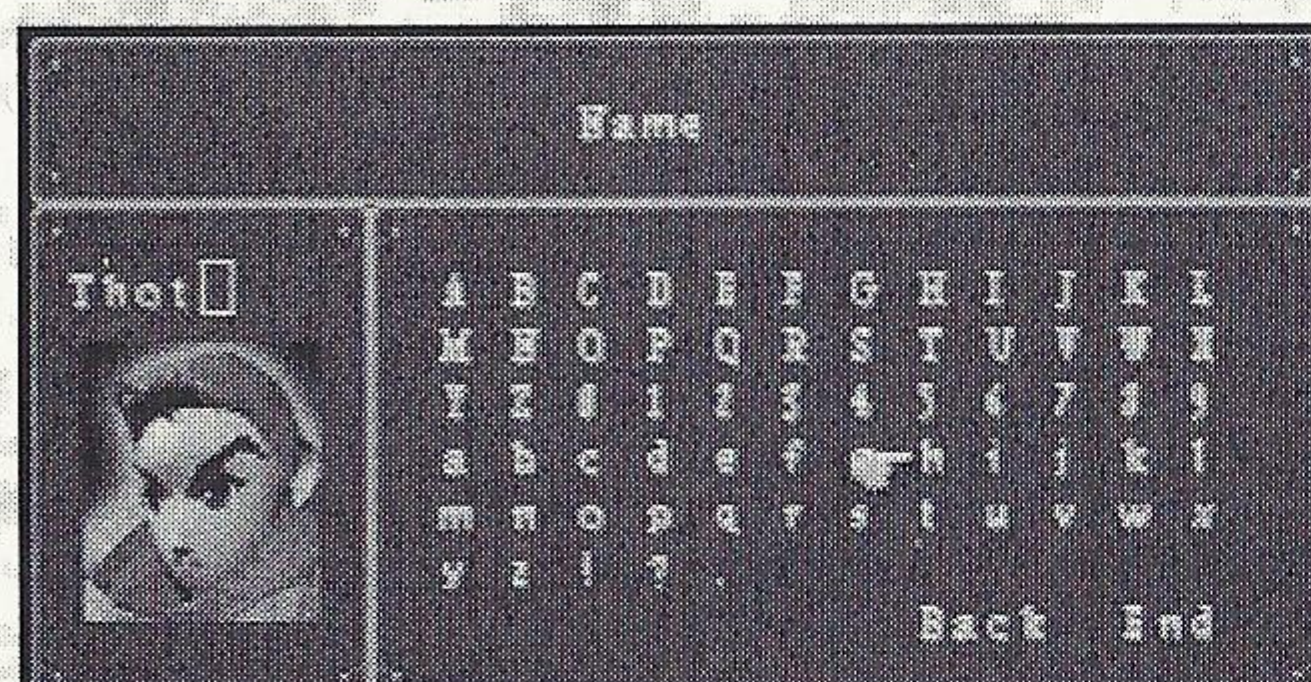 Name
Thot
A B C D E F G H I J K L
M N O P Q R S T U V W X
Y Z 0 1 2 3 4 5 6 7 8 9
a b c d e f h i j k l
m n o p q r s t u v w x
y z ! ? .
Back End